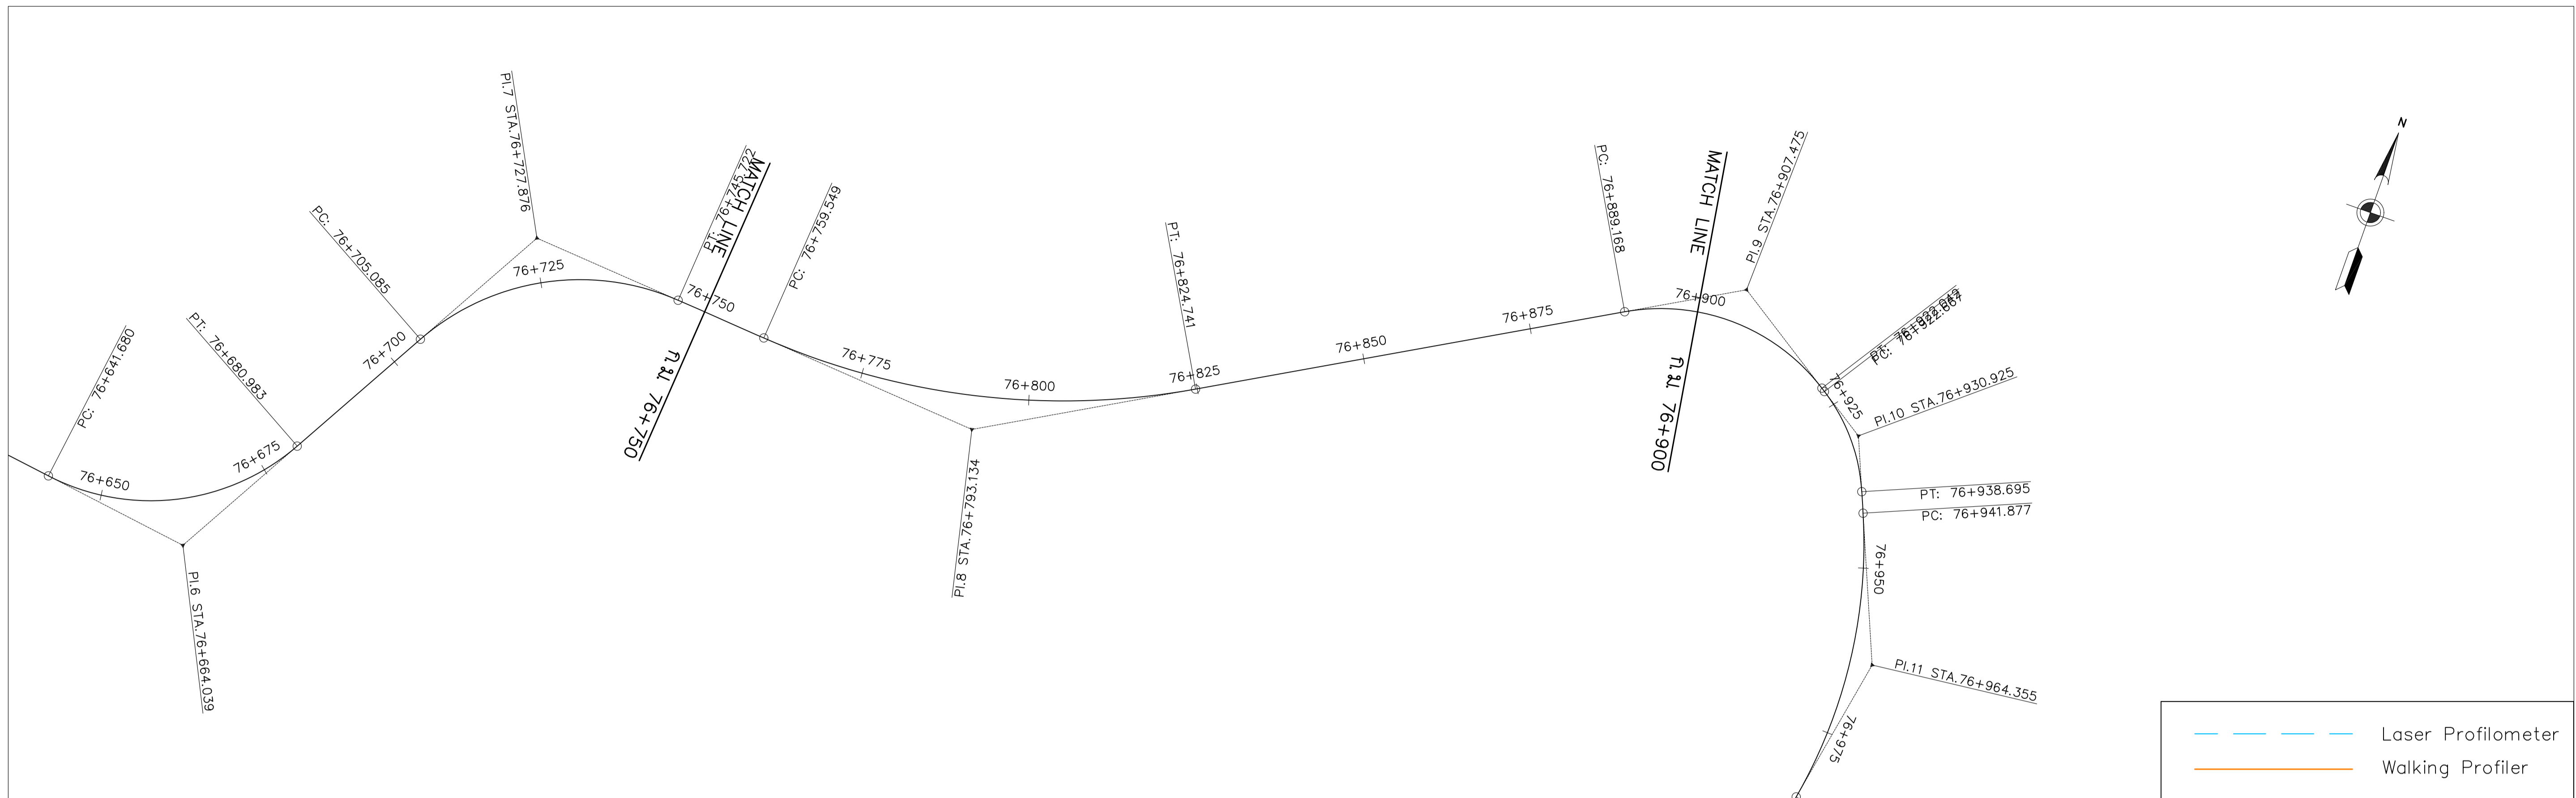 PC: 76+641.680
76+650
PI.6 STA.76+664.039
76+675
PT: 76+680.983
76+700
PC: 76+705.085
PI.7 STA.76+727.876
76+725
PT: 76+745.722
MATCH LINE
กม 76+750
76+750
PC: 76+759.549
76+775
PI.8 STA.76+793.134
76+800
PT: 76+824.741
76+825
76+850
76+875
PC: 76+889.168
MATCH LINE
กม 76+900
76+900
PI.9 STA.76+907.475
PC: 76+922.667
76+925
PI.10 STA.76+930.925
PT: 76+938.695
PC: 76+941.877
76+950
PI.11 STA.76+964.355
76+975
N
Laser Profilometer
Walking Profiler